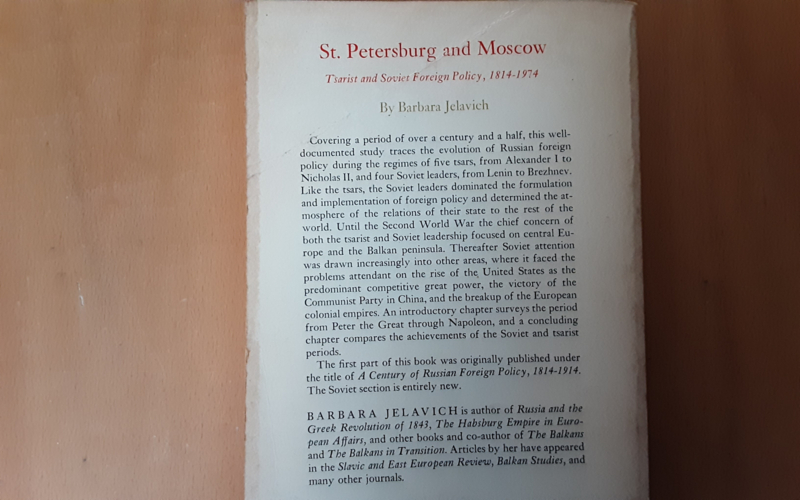 St. Petersburg and Moscow
Tsarist and Soviet Foreign Policy, 1814-1974
By Barbara Jelavich
Covering a period of over a century and a half, this well-
documented study traces the evolution of Russian foreign
policy during the regimes of five tsars, from Alexander I to
Nicholas II, and four Soviet leaders, from Lenin to Brezhnev.
Like the tsars, the Soviet leaders dominated the formulation
and implementation of foreign policy and determined the at-
mosphere of the relations of their state to the rest of the
world. Until the Second World War the chief concern of
both the tsarist and Soviet leadership focused on central Eu-
rope and the Balkan peninsula. Thereafter Soviet attention
was drawn increasingly into other areas, where it faced the
problems attendant on the rise of the United States as the
predominant competitive great power, the victory of the
Communist Party in China, and the breakup of the European
colonial empires. An introductory chapter surveys the period
from Peter the Great through Napoleon, and a concluding
chapter compares the achievements of the Soviet and tsarist
periods.
The first part of this book was originally published under
the title of A Century of Russian Foreign Policy, 1814-1914.
The Soviet section is entirely new.
BARBARA JELAVICH is author of Russia and the
Greek Revolution of 1843, The Habsburg Empire in Euro-
pean Affairs, and other books and co-author of The Balkans
and The Balkans in Transition. Articles by her have appeared
in the Slavic and East European Review, Balkan Studies, and
many other journals.